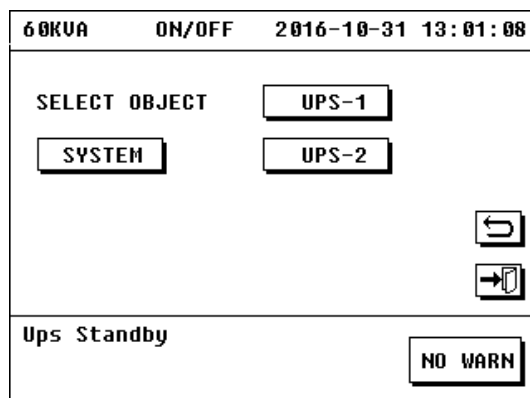 60KVA ON/OFF 2016-10-31 13:01:08
SELECT OBJECT UPS-1
SYSTEM UPS-2
Ups Standby
NO WARN